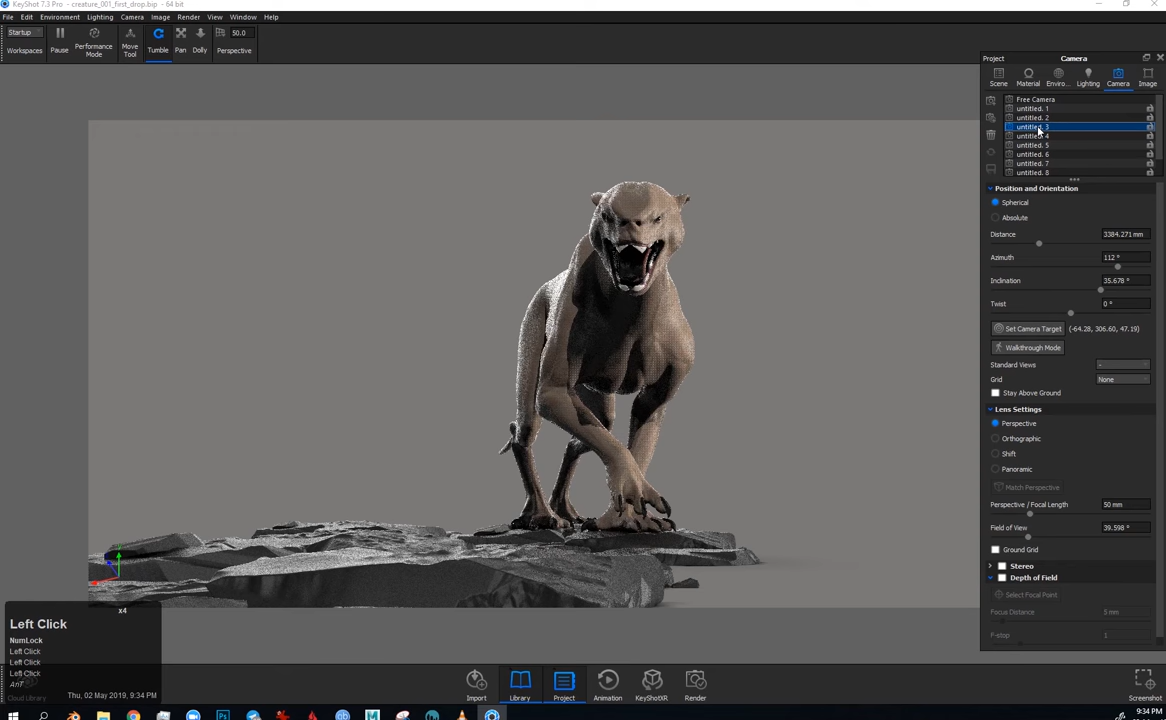 KeyShot 7.3 Pro - creature_001_first_drop.bip - 64 bit
File Edit Environment Lighting Camera Image Render View Window Help
Startup
50.0
Workspaces Pause Performance Mode Move Tool Tumble Pan Dolly Perspective
Project Camera
Scene Material Enviro... Lighting Camera Image
Free Camera
untitled. 1
untitled. 2
untitled. 3
untitled. 4
untitled. 5
untitled. 6
untitled. 7
untitled. 8
Position and Orientation
Spherical
Absolute
Distance 3384.271 mm
Azimuth 112 °
Inclination 35.678 °
Twist 0 °
Set Camera Target (-64.28, 306.60, 47.19)
Walkthrough Mode
Standard Views -
Grid None
Stay Above Ground
Lens Settings
Perspective
Orthographic
Shift
Panoramic
Match Perspective
Perspective / Focal Length 50 mm
Field of View 39.598 °
Ground Grid
Stereo
Depth of Field
Select Focal Point
Focus Distance 5 mm
F-stop 1
x4
Left Click
NumLock
Left Click
Left Click
Left Click
Thu, 02 May 2019, 9:34 PM
Cloud Library
Import Library Project Animation KeyShotXR Render Screenshot
9:34 PM